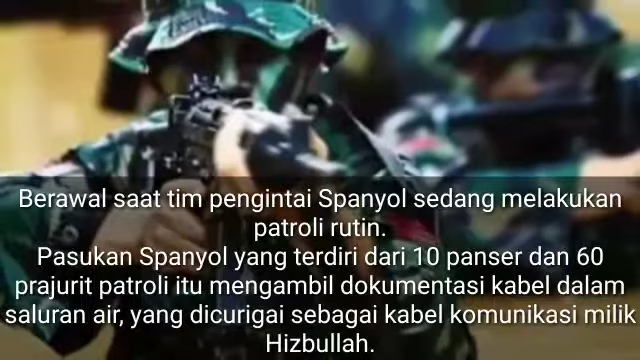 Berawal saat tim pengintai Spanyol sedang melakukan
patroli rutin.
Pasukan Spanyol yang terdiri dari 10 panser dan 60
prajurit patroli itu mengambil dokumentasi kabel dalam
saluran air, yang dicurigai sebagai kabel komunikasi milik
Hizbullah.